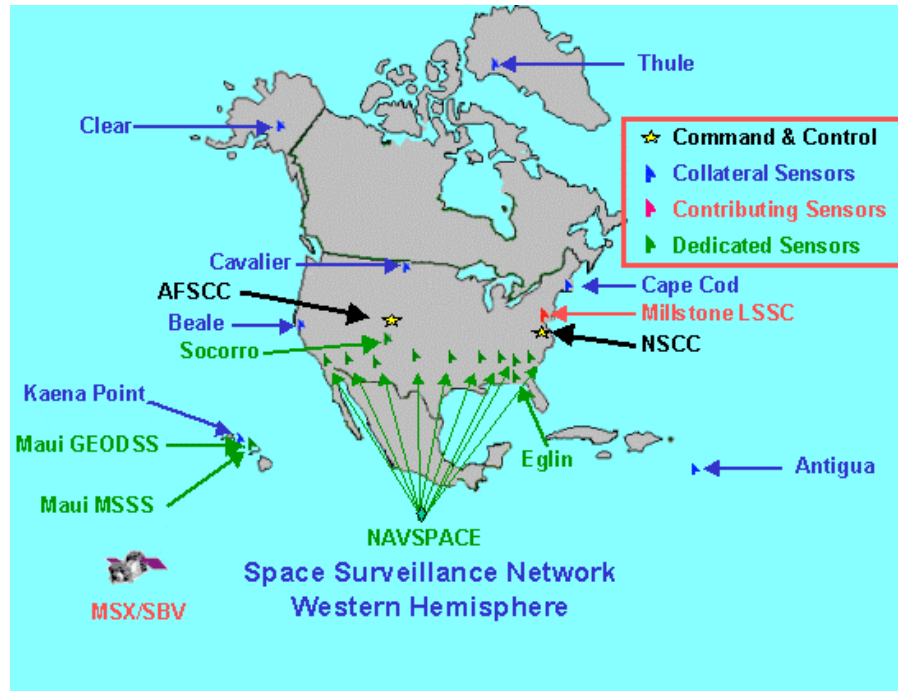 Thule
Clear
Command & Control
Collateral Sensors
Contributing Sensors
Dedicated Sensors
Cavalier
AFSCC
Cape Cod
Beale
Millstone LSSC
Socorro
NSCC
Kaena Point
Maui GEODSS
Eglin
Antigua
Maui MSSS
NAVSPACE
Space Surveillance Network
Western Hemisphere
MSX/SBV